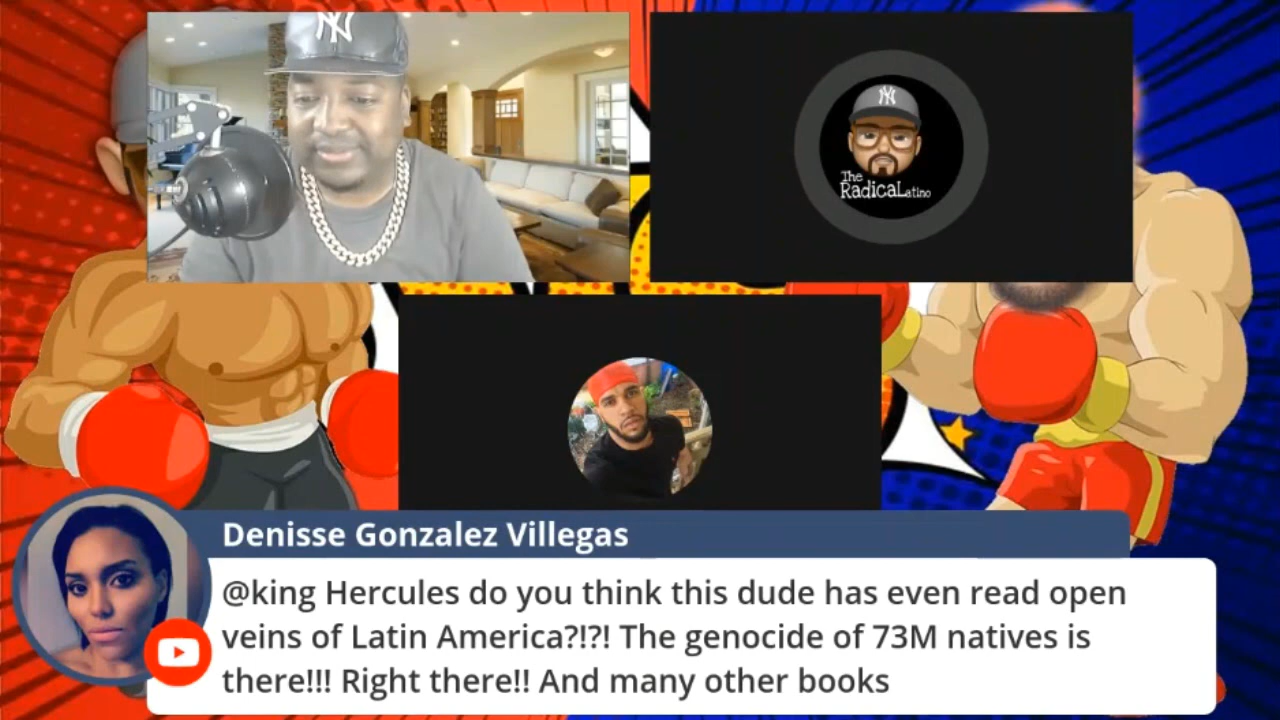 NY
NY
The
RadicaLatino
Denisse Gonzalez Villegas
@king Hercules do you think this dude has even read open
veins of Latin America?!?! The genocide of 73M natives is
there!!! Right there!! And many other books